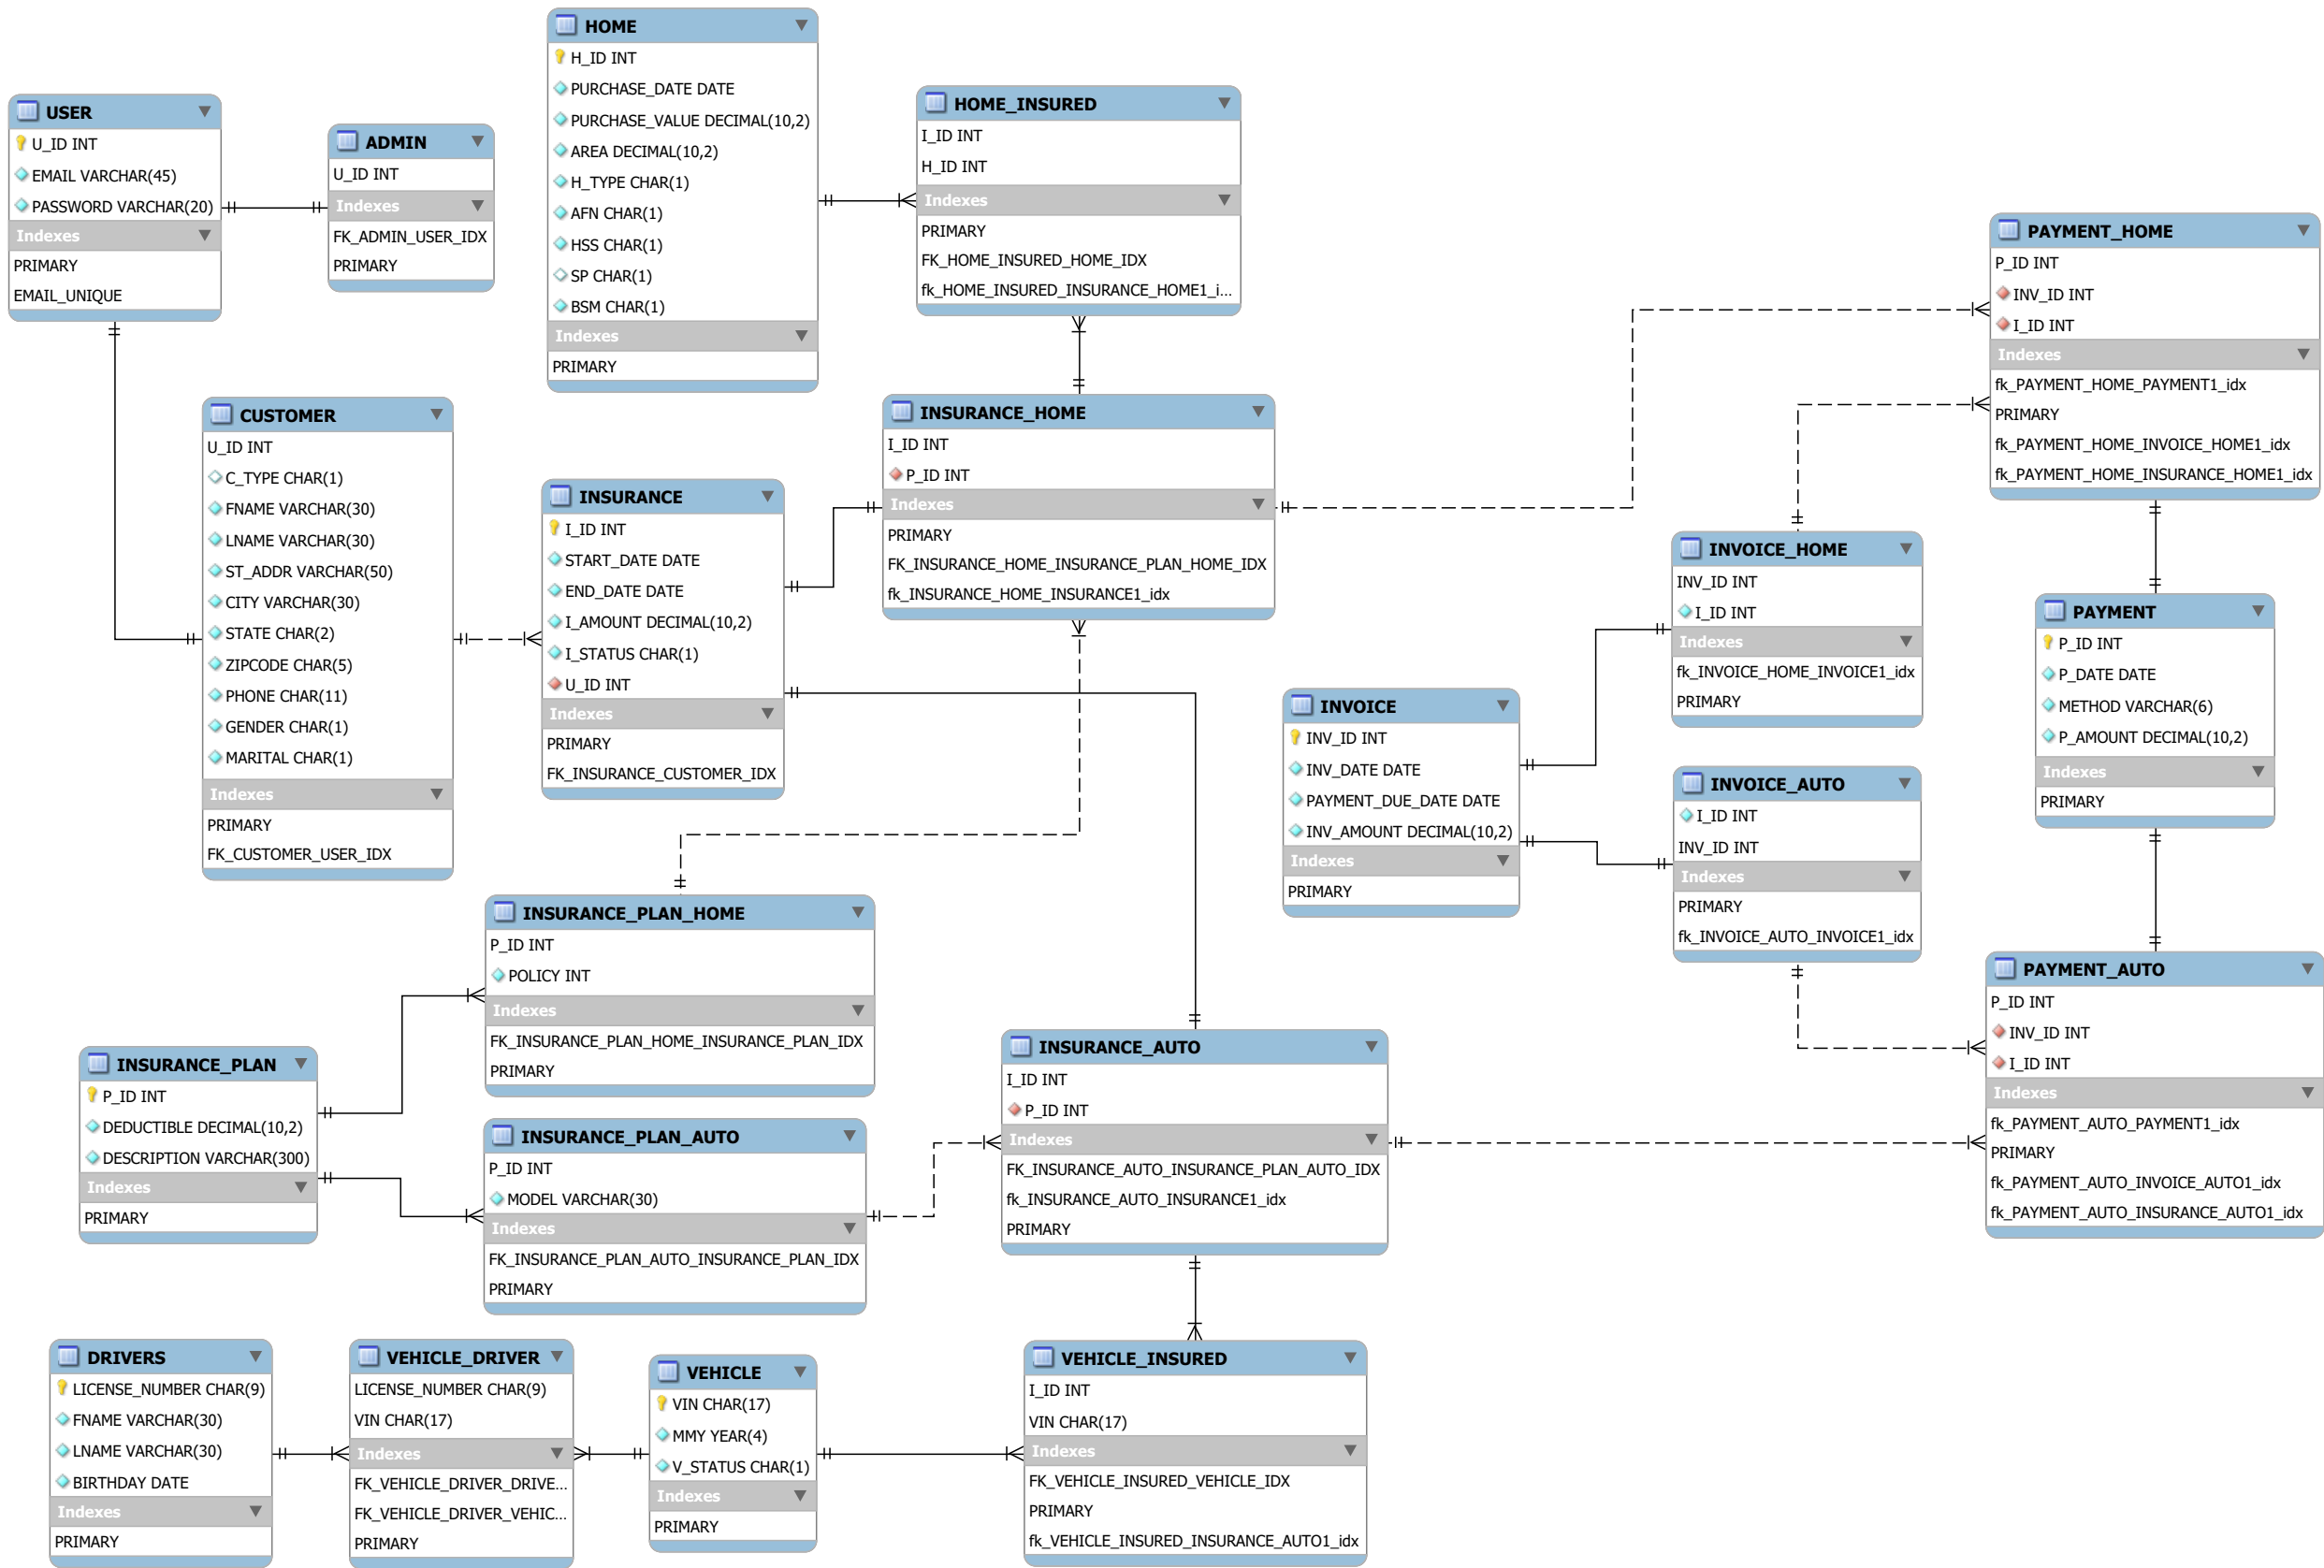 HOME
H_ID INT
PURCHASE_DATE DATE
PURCHASE_VALUE DECIMAL(10,2)
AREA DECIMAL(10,2)
H_TYPE CHAR(1)
AFN CHAR(1)
HSS CHAR(1)
SP CHAR(1)
BSM CHAR(1)
Indexes
PRIMARY
USER
U_ID INT
EMAIL VARCHAR(45)
PASSWORD VARCHAR(20)
Indexes
PRIMARY
EMAIL_UNIQUE
ADMIN
U_ID INT
Indexes
FK_ADMIN_USER_IDX
PRIMARY
HOME_INSURED
I_ID INT
H_ID INT
Indexes
PRIMARY
FK_HOME_INSURED_HOME_IDX
fk_HOME_INSURED_INSURANCE_HOME1_i...
PAYMENT_HOME
P_ID INT
INV_ID INT
I_ID INT
Indexes
fk_PAYMENT_HOME_PAYMENT1_idx
PRIMARY
fk_PAYMENT_HOME_INVOICE_HOME1_idx
fk_PAYMENT_HOME_INSURANCE_HOME1_idx
CUSTOMER
U_ID INT
C_TYPE CHAR(1)
FNAME VARCHAR(30)
LNAME VARCHAR(30)
ST_ADDR VARCHAR(50)
CITY VARCHAR(30)
STATE CHAR(2)
ZIPCODE CHAR(5)
PHONE CHAR(11)
GENDER CHAR(1)
MARITAL CHAR(1)
Indexes
PRIMARY
FK_CUSTOMER_USER_IDX
INSURANCE
I_ID INT
START_DATE DATE
END_DATE DATE
I_AMOUNT DECIMAL(10,2)
I_STATUS CHAR(1)
U_ID INT
Indexes
PRIMARY
FK_INSURANCE_CUSTOMER_IDX
INSURANCE_HOME
I_ID INT
P_ID INT
Indexes
PRIMARY
FK_INSURANCE_HOME_INSURANCE_PLAN_HOME_IDX
fk_INSURANCE_HOME_INSURANCE1_idx
INVOICE_HOME
INV_ID INT
I_ID INT
Indexes
fk_INVOICE_HOME_INVOICE1_idx
PRIMARY
PAYMENT
P_ID INT
P_DATE DATE
METHOD VARCHAR(6)
P_AMOUNT DECIMAL(10,2)
Indexes
PRIMARY
INVOICE
INV_ID INT
INV_DATE DATE
PAYMENT_DUE_DATE DATE
INV_AMOUNT DECIMAL(10,2)
Indexes
PRIMARY
INVOICE_AUTO
I_ID INT
INV_ID INT
Indexes
PRIMARY
fk_INVOICE_AUTO_INVOICE1_idx
INSURANCE_PLAN_HOME
P_ID INT
POLICY INT
Indexes
FK_INSURANCE_PLAN_HOME_INSURANCE_PLAN_IDX
PRIMARY
PAYMENT_AUTO
P_ID INT
INV_ID INT
I_ID INT
Indexes
fk_PAYMENT_AUTO_PAYMENT1_idx
PRIMARY
fk_PAYMENT_AUTO_INVOICE_AUTO1_idx
fk_PAYMENT_AUTO_INSURANCE_AUTO1_idx
INSURANCE_PLAN
P_ID INT
DEDUCTIBLE DECIMAL(10,2)
DESCRIPTION VARCHAR(300)
Indexes
PRIMARY
INSURANCE_PLAN_AUTO
P_ID INT
MODEL VARCHAR(30)
Indexes
FK_INSURANCE_PLAN_AUTO_INSURANCE_PLAN_IDX
PRIMARY
INSURANCE_AUTO
I_ID INT
P_ID INT
Indexes
FK_INSURANCE_AUTO_INSURANCE_PLAN_AUTO_IDX
fk_INSURANCE_AUTO_INSURANCE1_idx
PRIMARY
DRIVERS
LICENSE_NUMBER CHAR(9)
FNAME VARCHAR(30)
LNAME VARCHAR(30)
BIRTHDAY DATE
Indexes
PRIMARY
VEHICLE_DRIVER
LICENSE_NUMBER CHAR(9)
VIN CHAR(17)
Indexes
FK_VEHICLE_DRIVER_DRIVE...
FK_VEHICLE_DRIVER_VEHIC...
PRIMARY
VEHICLE
VIN CHAR(17)
MMY YEAR(4)
V_STATUS CHAR(1)
Indexes
PRIMARY
VEHICLE_INSURED
I_ID INT
VIN CHAR(17)
Indexes
FK_VEHICLE_INSURED_VEHICLE_IDX
PRIMARY
fk_VEHICLE_INSURED_INSURANCE_AUTO1_idx